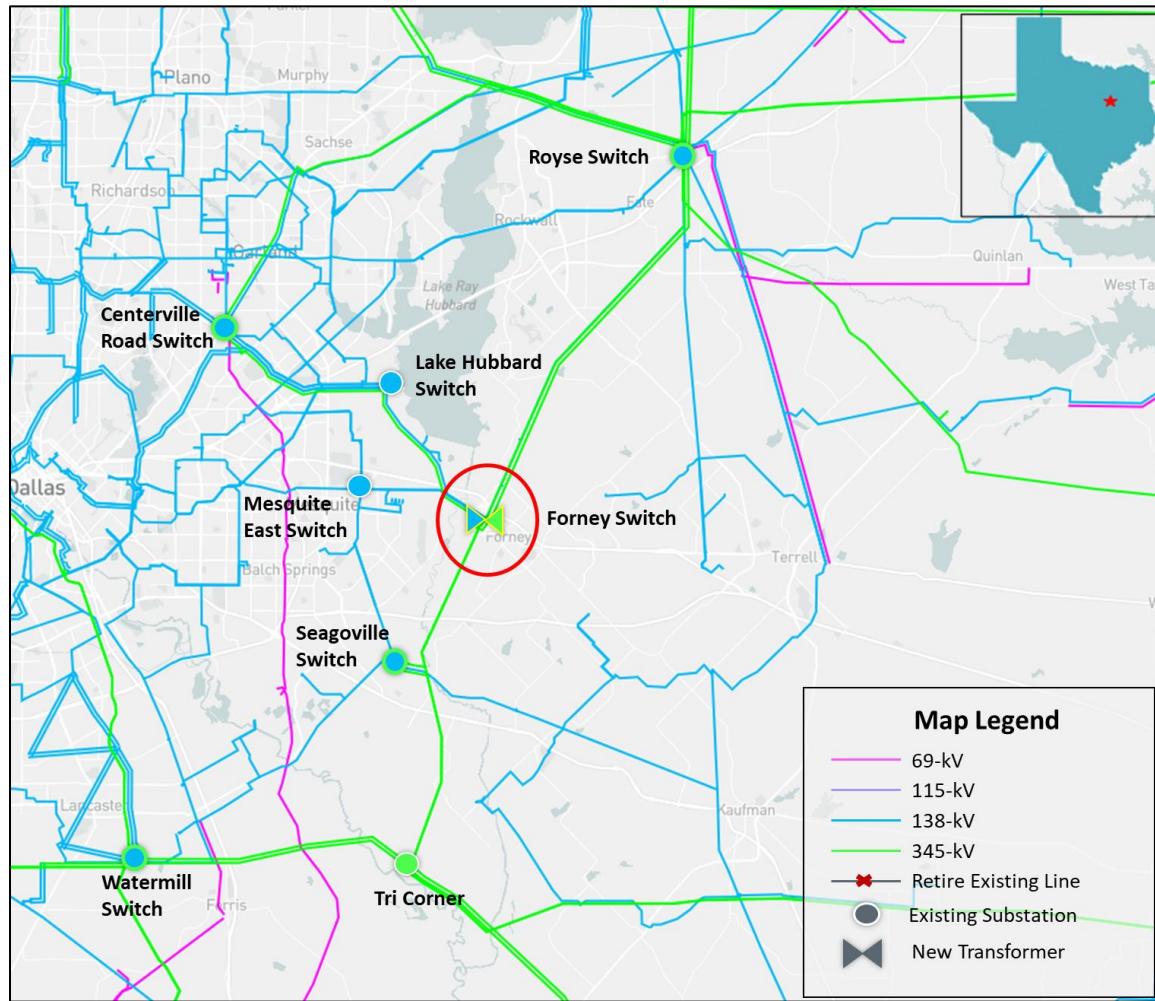 Plano
Murphy
Sachse
Richardson
Garland
Royse Switch
Rockwall
Fate
Lake Ray
Hubbard
Quinlan
West Ta
Centerville
Road Switch
Lake Hubbard
Switch
Dallas
Mesquite
Mesquite
East Switch
Forney Switch
Forney
Balch Springs
Terrell
Seagoville
Switch
Lancaster
Watermill
Switch
Ferris
Tri Corner
Kaufman
Map Legend
69-kV
115-kV
138-kV
345-kV
Retire Existing Line
Existing Substation
New Transformer